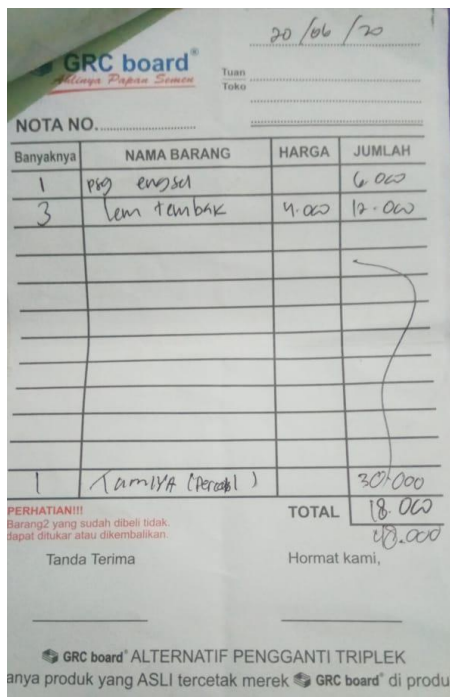 20/06/20
GRC board®
Ahlinya Papan Semen
Tuan
Toko
NOTA NO.
Banyaknya NAMA BARANG HARGA JUMLAH
1 psg engsel 6.000
3 lem tembak 4.000 12.000
1 TAMIYA 30.000
PERHATIAN!!!
Barang2 yang sudah dibeli tidak.
dapat ditukar atau dikembalikan.
TOTAL 18.000
48.000
Tanda Terima Hormat kami,
GRC board® ALTERNATIF PENGGANTI TRIPLEK
anya produk yang ASLI tercetak merek GRC board® di produ